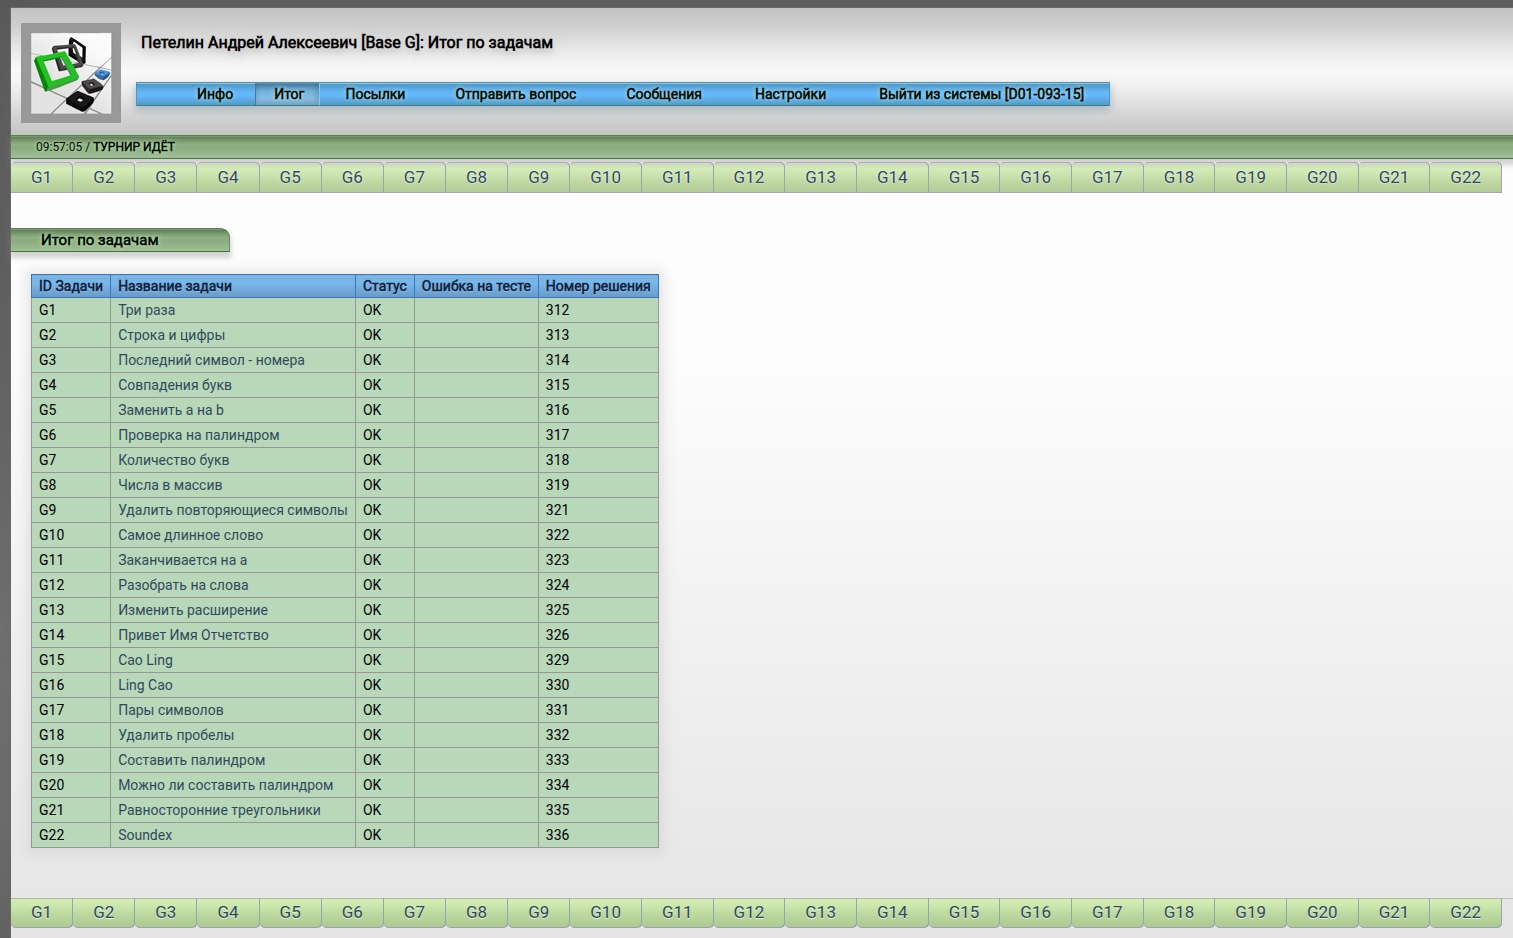 Петелин Андрей Алексеевич [Base G]: Итог по задачам
Инфо Итог Посылки Отправить вопрос Сообщения Настройки Выйти из системы [D01-093-15]
09:57:05 / ТУРНИР ИДЁТ
G1 G2 G3 G4 G5 G6 G7 G8 G9 G10 G11 G12 G13 G14 G15 G16 G17 G18 G19 G20 G21 G22
Итог по задачам
ID Задачи Название задачи Статус Ошибка на тесте Номер решения
G1 Три раза OK 312
G2 Строка и цифры OK 313
G3 Последний символ - номера OK 314
G4 Совпадения букв OK 315
G5 Заменить a на b OK 316
G6 Проверка на палиндром OK 317
G7 Количество букв OK 318
G8 Числа в массив OK 319
G9 Удалить повторяющиеся символы OK 321
G10 Самое длинное слово OK 322
G11 Заканчивается на a OK 323
G12 Разобрать на слова OK 324
G13 Изменить расширение OK 325
G14 Привет Имя Отчетство OK 326
G15 Cao Ling OK 329
G16 Ling Cao OK 330
G17 Пары символов OK 331
G18 Удалить пробелы OK 332
G19 Составить палиндром OK 333
G20 Можно ли составить палиндром OK 334
G21 Равносторонние треугольники OK 335
G22 Soundex OK 336
G1 G2 G3 G4 G5 G6 G7 G8 G9 G10 G11 G12 G13 G14 G15 G16 G17 G18 G19 G20 G21 G22